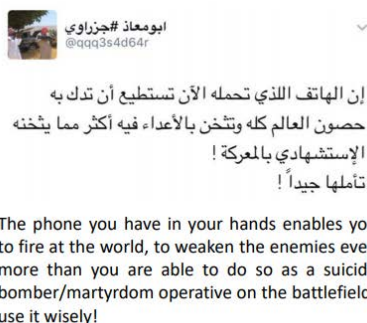 ابومعاذ #جزراوي
@qqq3s4d64r
إن الهاتف اللذي تحمله الآن تستطيع أن تدك به
حصون العالم كله وتثخن بالأعداء فيه أكثر مما يثخنه
الإستشهادي بالمعركة !
تأملها جيداً !
The phone you have in your hands enables yo
to fire at the world, to weaken the enemies eve
more than you are able to do so as a suicid
bomber/martyrdom operative on the battlefield
use it wisely!